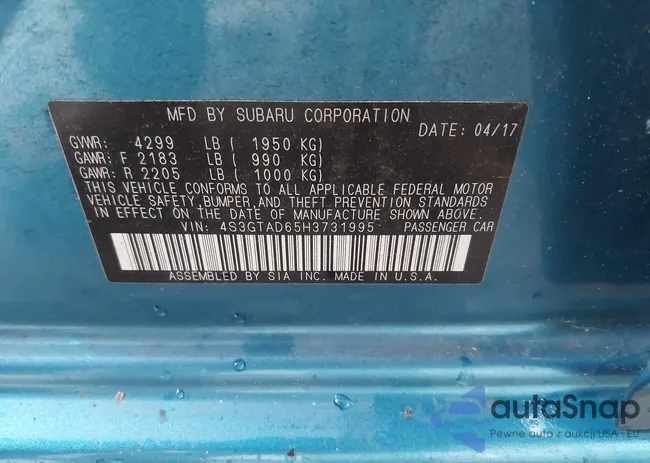 MFD BY SUBARU CORPORATION
DATE: 04/17
GVWR: 4299 LB ( 1950 KG)
GAWR: F 2183 LB ( 990 KG)
GAWR: R 2205 LB ( 1000 KG)
THIS VEHICLE CONFORMS TO ALL APPLICABLE FEDERAL MOTOR
VEHICLE SAFETY, BUMPER, AND THEFT PREVENTION STANDARDS
IN EFFECT ON THE DATE OF MANUFACTURE SHOWN ABOVE.
VIN: 4S3GTAD65H3731995 PASSENGER CAR
ASSEMBLED BY SIA INC. MADE IN U.S.A.
autoSnap
Pewne auto z aukcji USA i EU